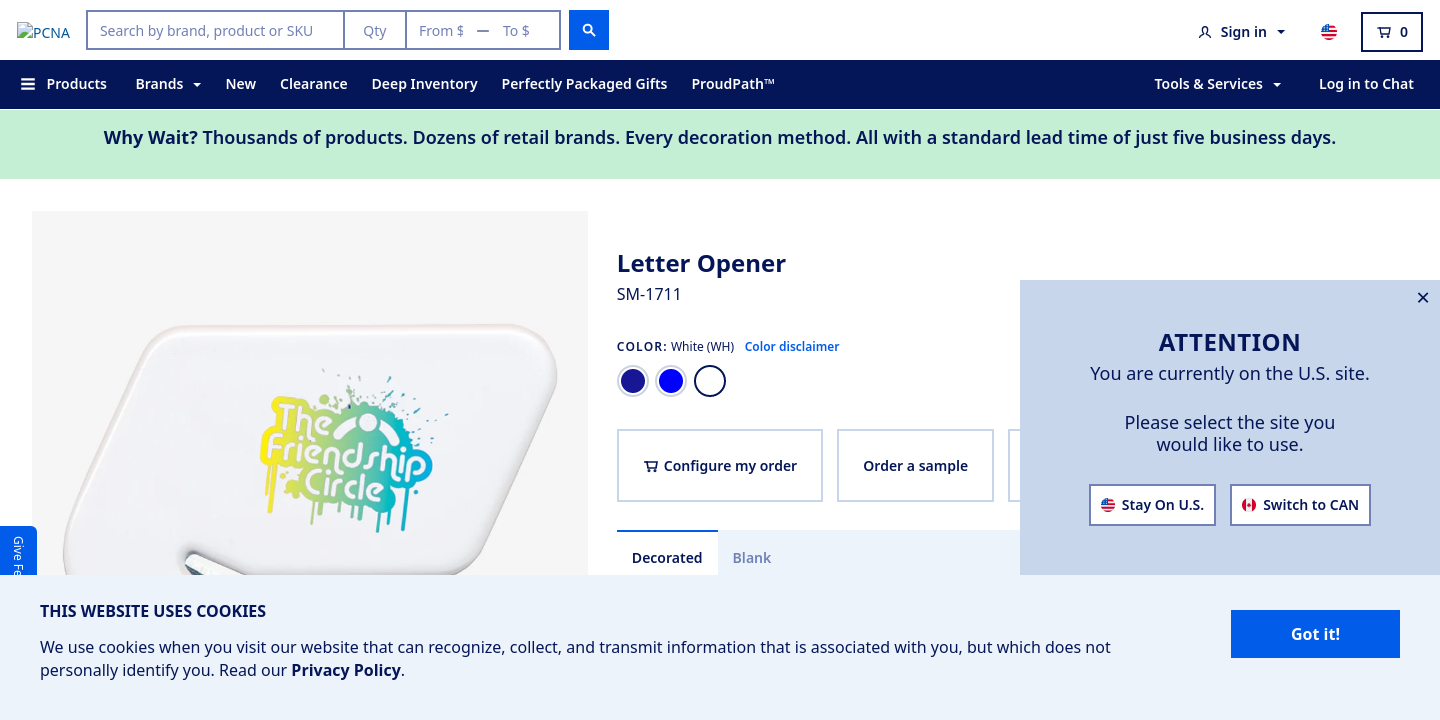 PCNA
Search by brand, product or SKU
Qty
From $ — To $
Sign in
0
Products
Brands
New
Clearance
Deep Inventory
Perfectly Packaged Gifts
ProudPath™
Tools & Services
Log in to Chat
Why Wait? Thousands of products. Dozens of retail brands. Every decoration method. All with a standard lead time of just five business days.
The
Friendship
Circle
Letter Opener
SM-1711
COLOR: White (WH) Color disclaimer
Configure my order
Order a sample
Decorated
Blank
ATTENTION
You are currently on the U.S. site.
Please select the site you
would like to use.
Stay On U.S.
Switch to CAN
Give
THIS WEBSITE USES COOKIES
We use cookies when you visit our website that can recognize, collect, and transmit information that is associated with you, but which does not
personally identify you. Read our Privacy Policy.
Got it!